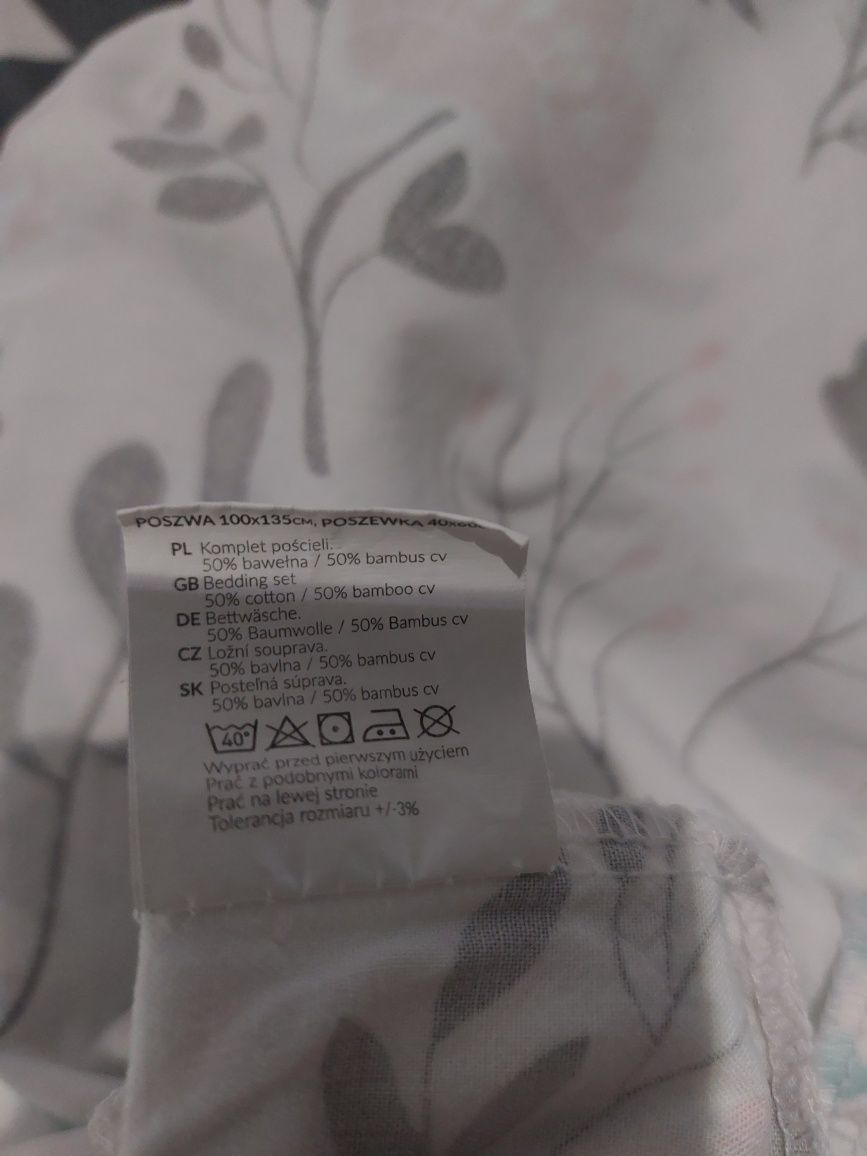 POSZWA 100x135CM, POSZEWKA
PL Komplet pościeli.
50% bawełna / 50% bambus cv
GB Bedding set
50% cotton / 50% bamboo cv
DE Bettwäsche.
50% Baumwolle / 50% Bambus cv
CZ Ložní souprava.
50% bavlna / 50% bambus cv
SK Posteľná súprava.
50% bavlna / 50% bambus cv
40°
Wyprać przed pierwszym użyciem
Prać z podobnymi kolorami
Prać na lewej stronie
Tolerancja rozmiaru +/-3%